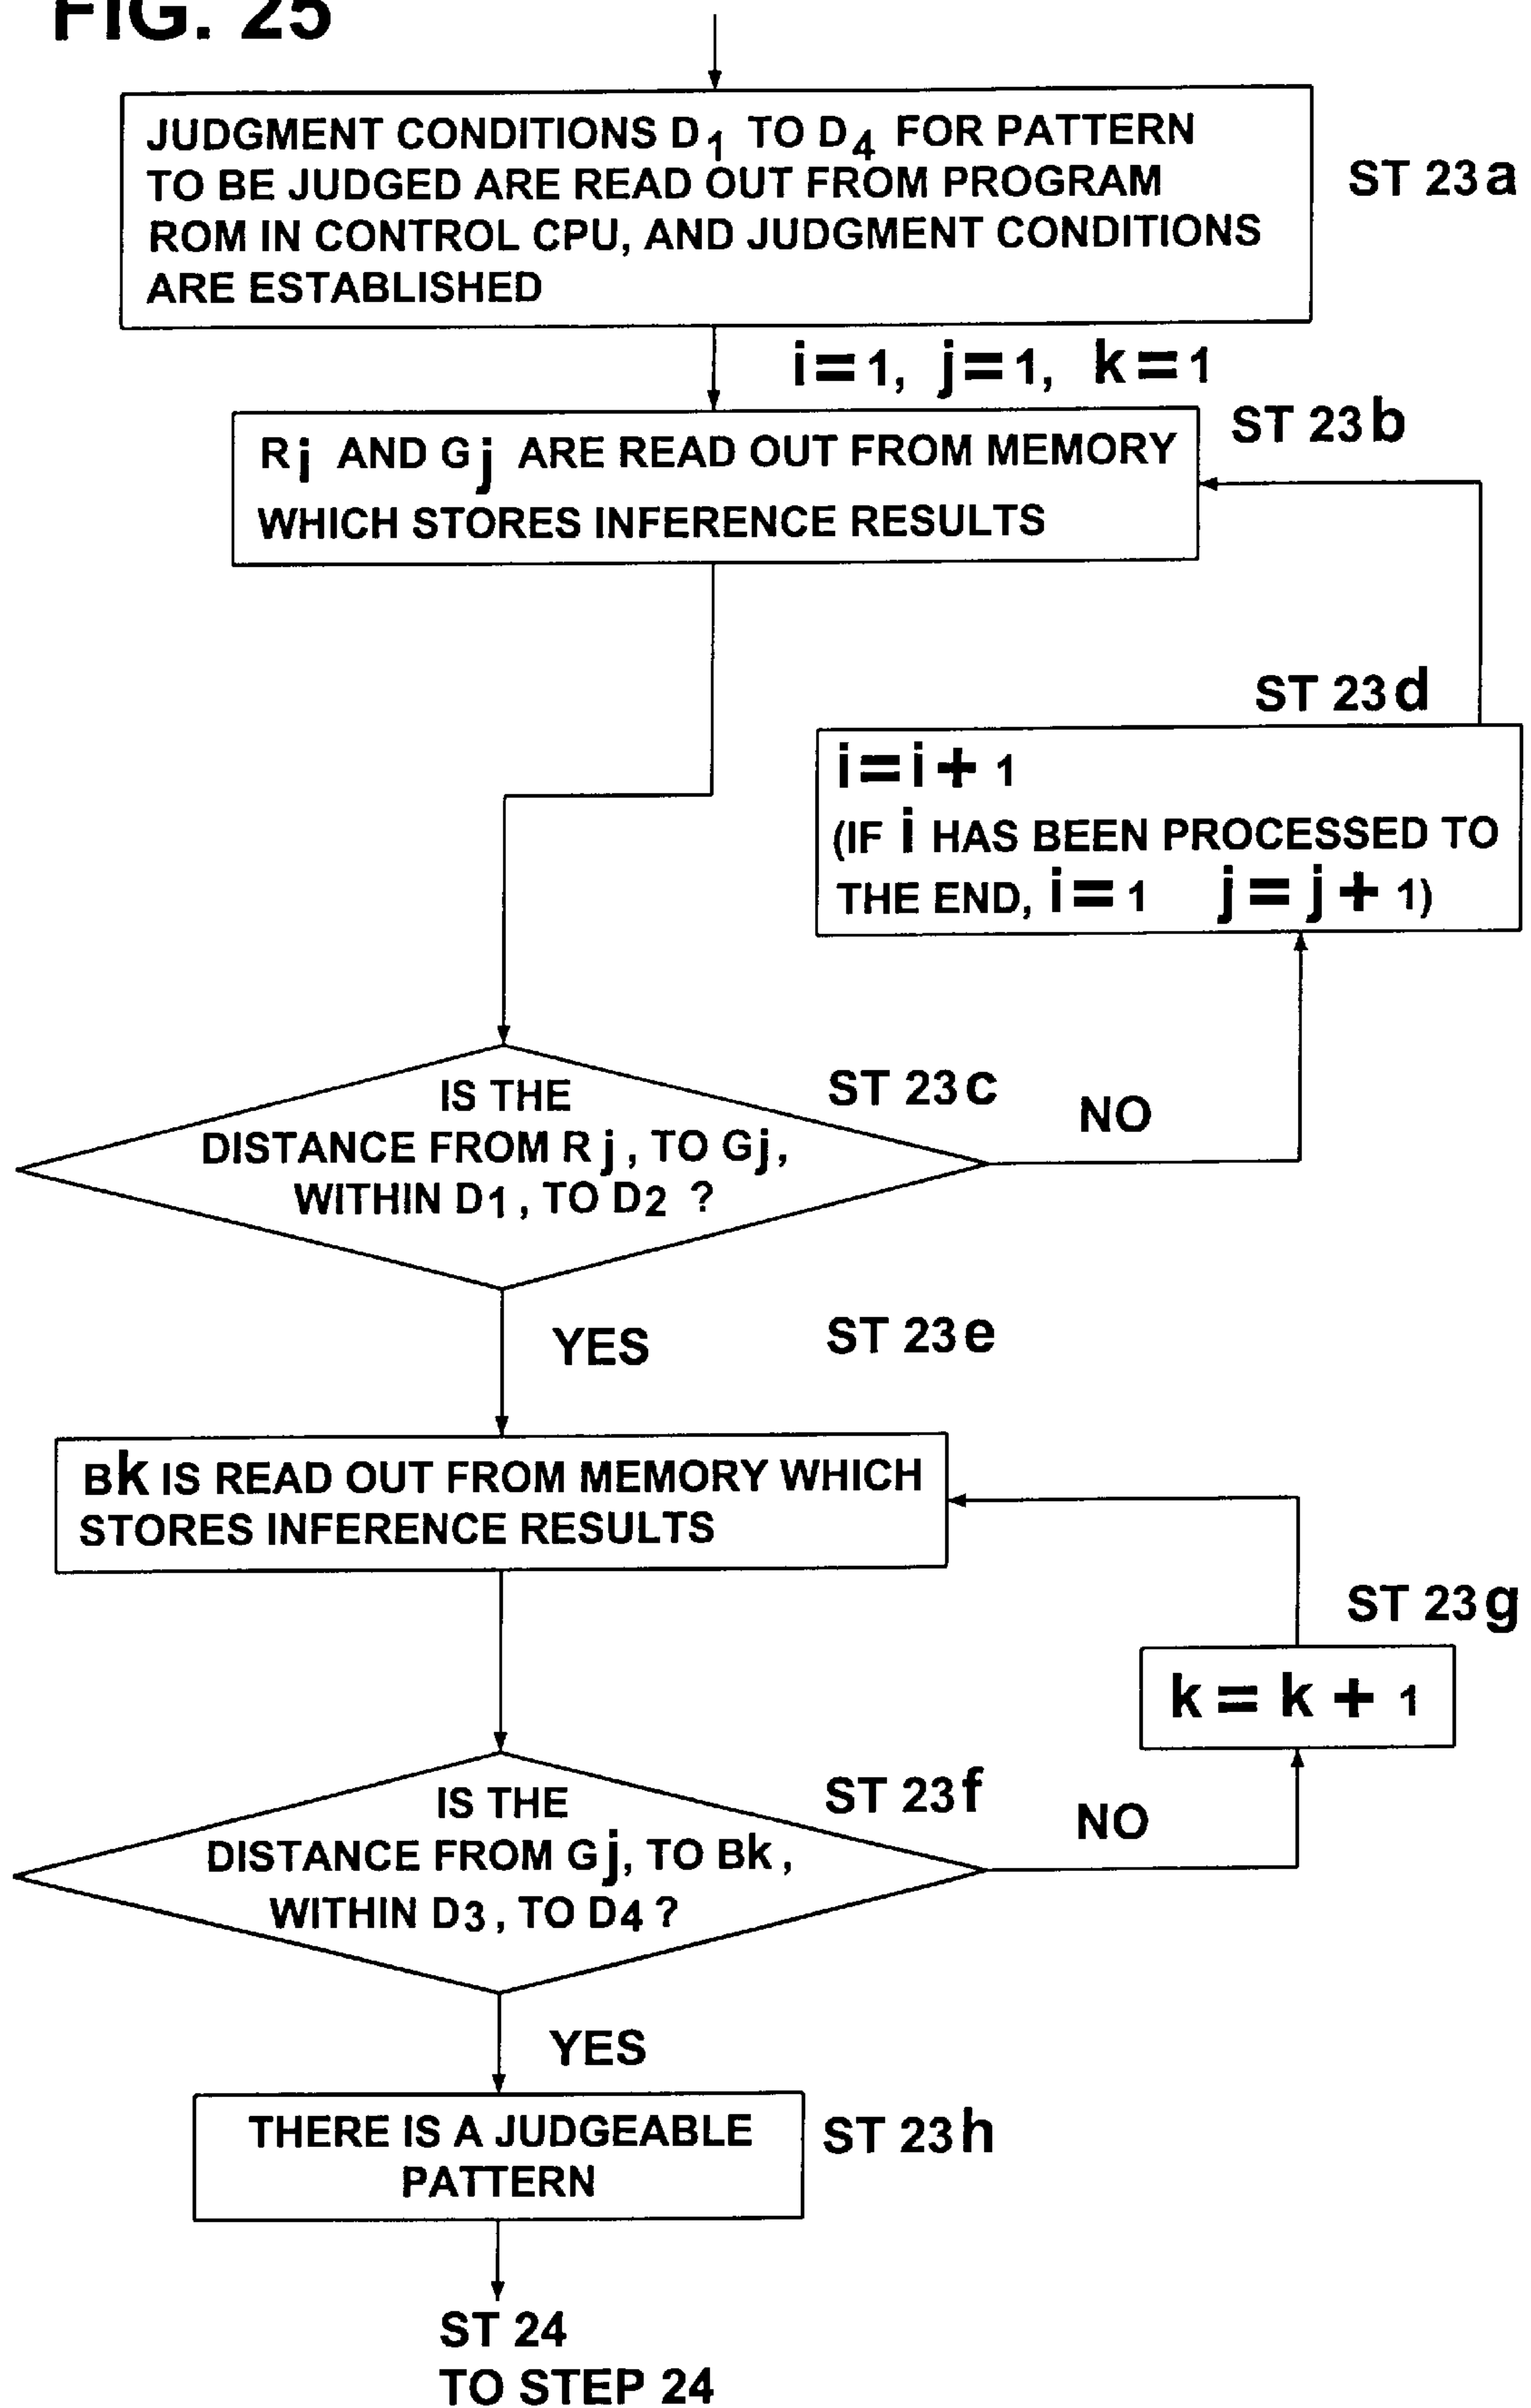 FIG. 25
JUDGMENT CONDITIONS D1 TO D4 FOR PATTERN
TO BE JUDGED ARE READ OUT FROM PROGRAM
ROM IN CONTROL CPU, AND JUDGMENT CONDITIONS
ARE ESTABLISHED
ST 23a
i=1, j=1, k=1
ST 23b
Ri AND Gj ARE READ OUT FROM MEMORY
WHICH STORES INFERENCE RESULTS
ST 23d
i=i+ 1
(IF i HAS BEEN PROCESSED TO
THE END, i=1 j=j+ 1)
ST 23c
IS THE
DISTANCE FROM Rj, TO Gj,
WITHIN D1, TO D2 ?
NO
YES
ST 23e
Bk IS READ OUT FROM MEMORY WHICH
STORES INFERENCE RESULTS
ST 23g
k= k + 1
ST 23f
IS THE
DISTANCE FROM Gj, TO Bk,
WITHIN D3, TO D4 ?
NO
YES
THERE IS A JUDGEABLE
PATTERN
ST 23h
ST 24
TO STEP 24